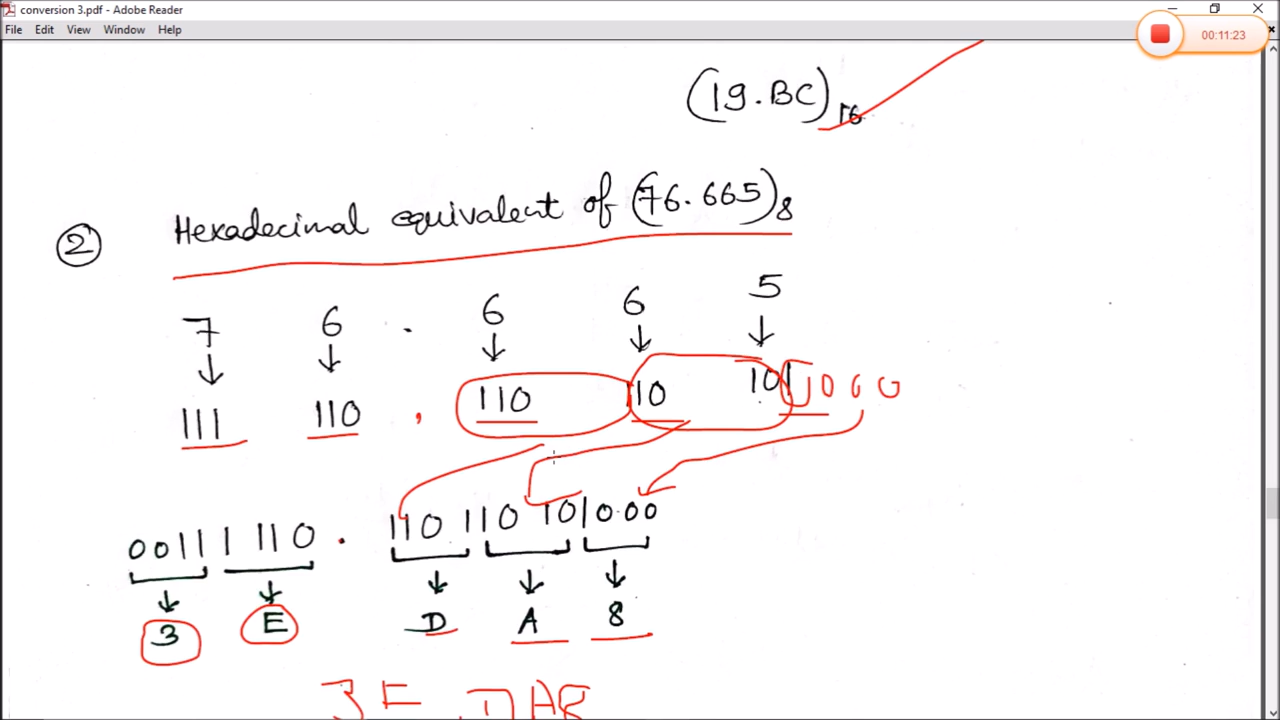 conversion 3.pdf - Adobe Reader
File Edit View Window Help
00:11:23
(19.BC)16
② Hexadecimal equivalent of (76.665)8
7 6 . 6 6 5
↓ ↓ ↓ ↓ ↓
111 110 . 110 110 101 000
0011 1110 . 110 110 101000
↓ ↓ ↓ ↓ ↓
3 E D A 8
3E DA8